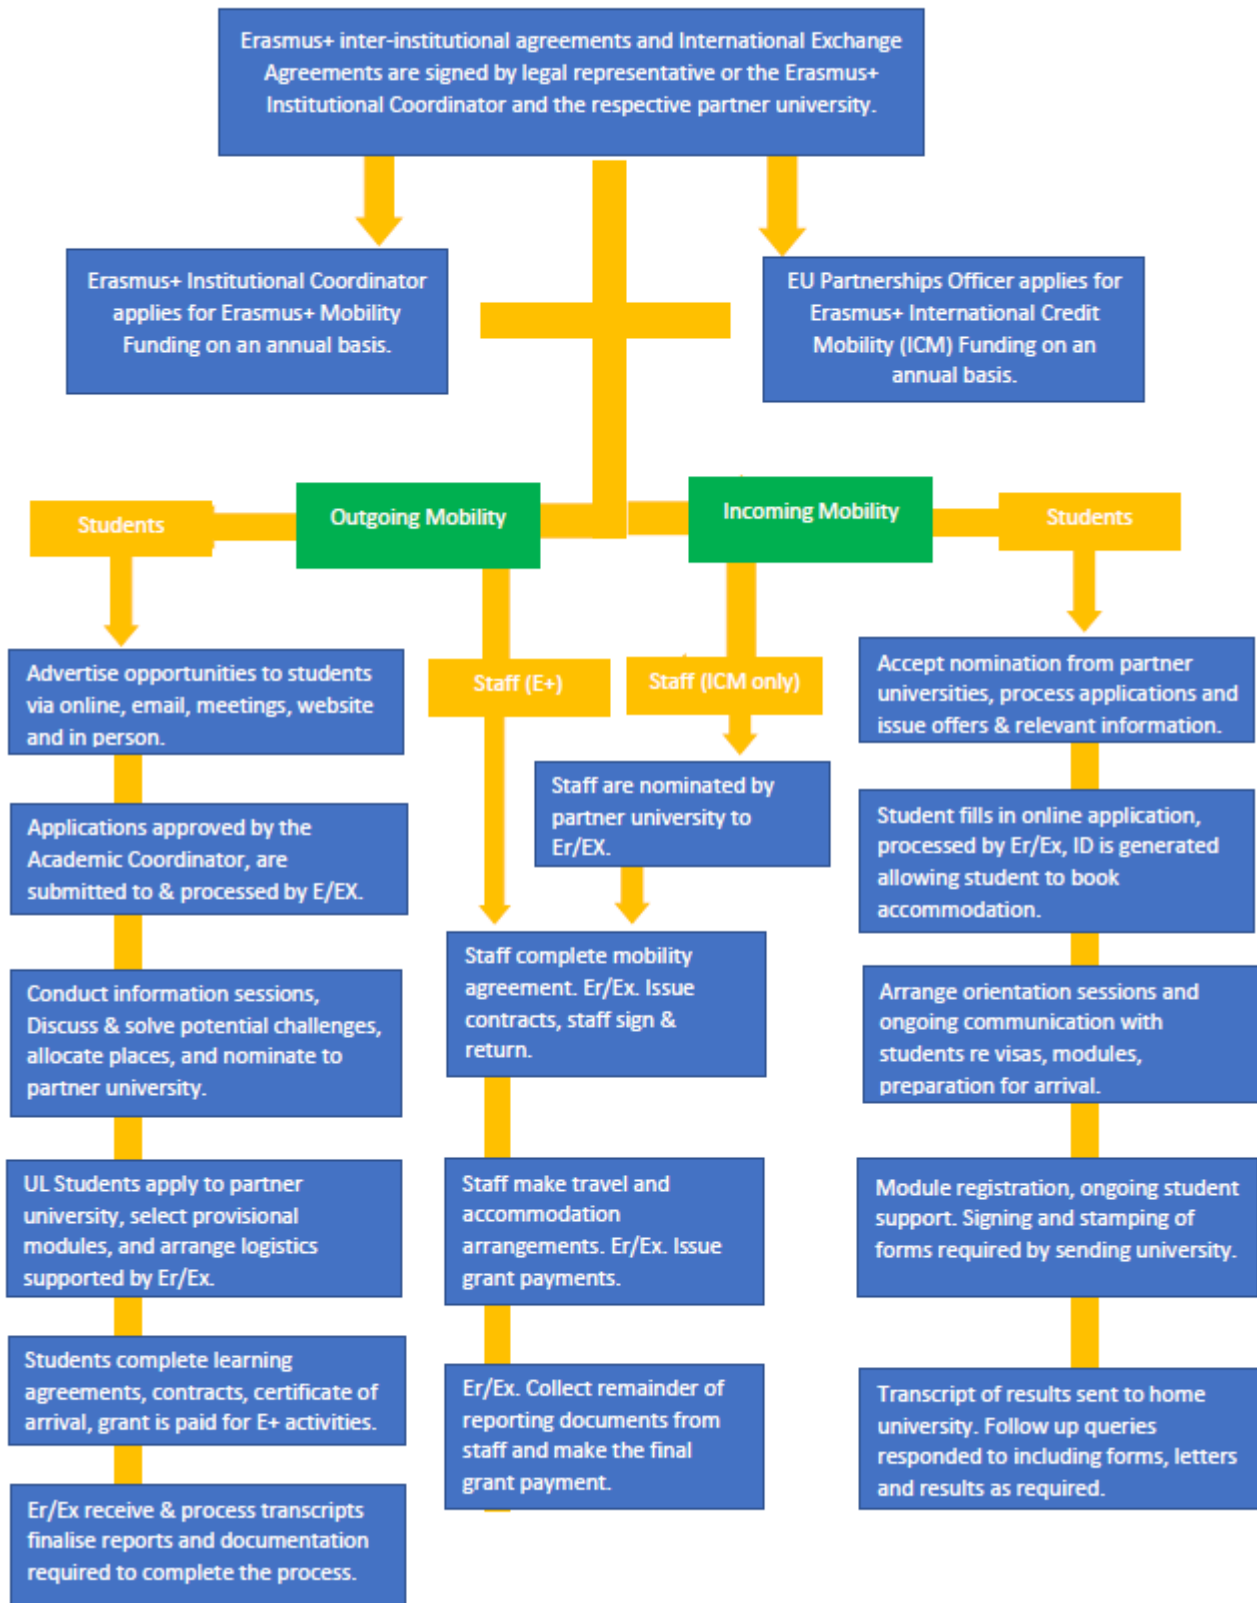 Erasmus+ inter-institutional agreements and International Exchange
Agreements are signed by legal representative or the Erasmus+
Institutional Coordinator and the respective partner university.
Erasmus+ Institutional Coordinator
applies for Erasmus+ Mobility
Funding on an annual basis.
EU Partnerships Officer applies for
Erasmus+ International Credit
Mobility (ICM) Funding on an
annual basis.
Students
Outgoing Mobility
Incoming Mobility
Students
Advertise opportunities to students
via online, email, meetings, website
and in person.
Applications approved by the
Academic Coordinator, are
submitted to & processed by E/EX.
Conduct information sessions,
Discuss & solve potential challenges,
allocate places, and nominate to
partner university.
UL Students apply to partner
university, select provisional
modules, and arrange logistics
supported by Er/Ex.
Students complete learning
agreements, contracts, certificate of
arrival, grant is paid for E+ activities.
Er/Ex receive & process transcripts
finalise reports and documentation
required to complete the process.
Staff (E+)
Staff (ICM only)
Staff are nominated by
partner university to
Er/EX.
Staff complete mobility
agreement. Er/Ex. Issue
contracts, staff sign &
return.
Staff make travel and
accommodation
arrangements. Er/Ex. Issue
grant payments.
Er/Ex. Collect remainder of
reporting documents from
staff and make the final
grant payment.
Accept nomination from partner
universities, process applications and
issue offers & relevant information.
Student fills in online application,
processed by Er/Ex, ID is generated
allowing student to book
accommodation.
Arrange orientation sessions and
ongoing communication with
students re visas, modules,
preparation for arrival.
Module registration, ongoing student
support. Signing and stamping of
forms required by sending university.
Transcript of results sent to home
university. Follow up queries
responded to including forms, letters
and results as required.